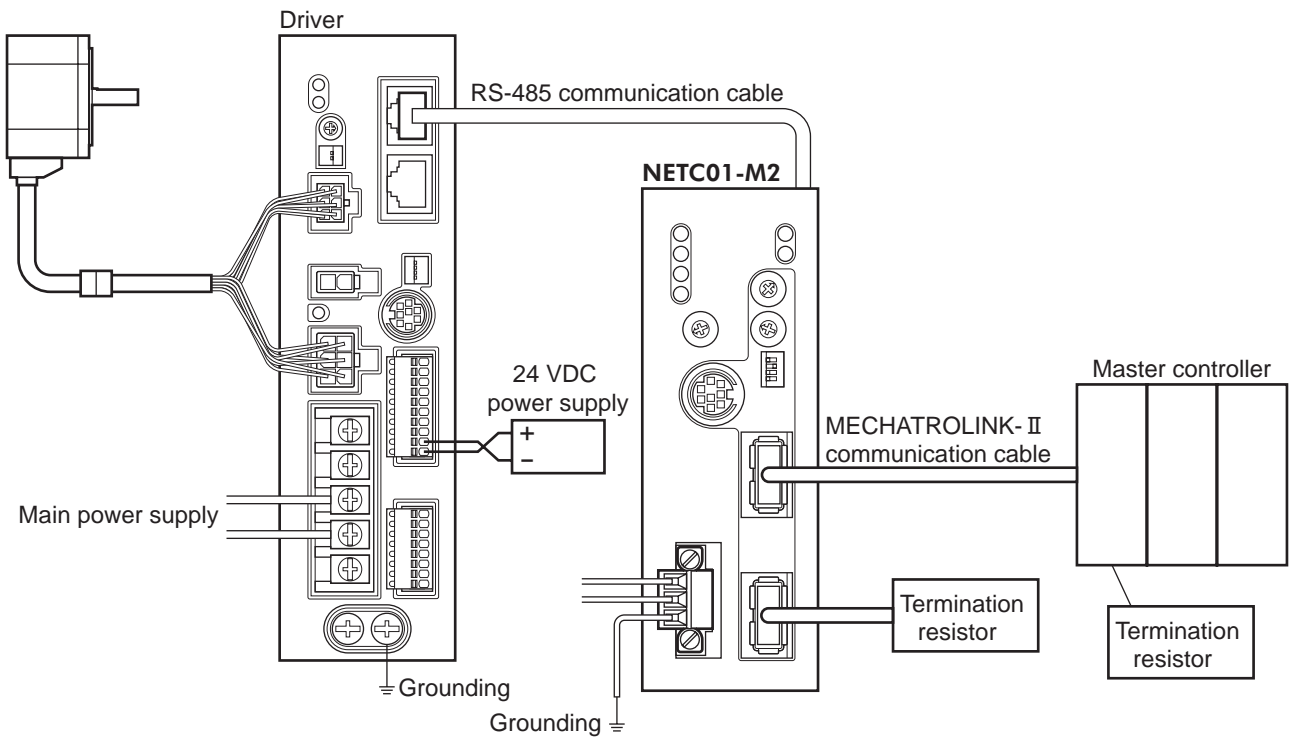 Driver
RS-485 communication cable
NETC01-M2
24 VDC
power supply
+
−
Master controller
MECHATROLINK-Ⅱ
communication cable
Main power supply
Termination
resistor
Termination
resistor
Grounding
Grounding